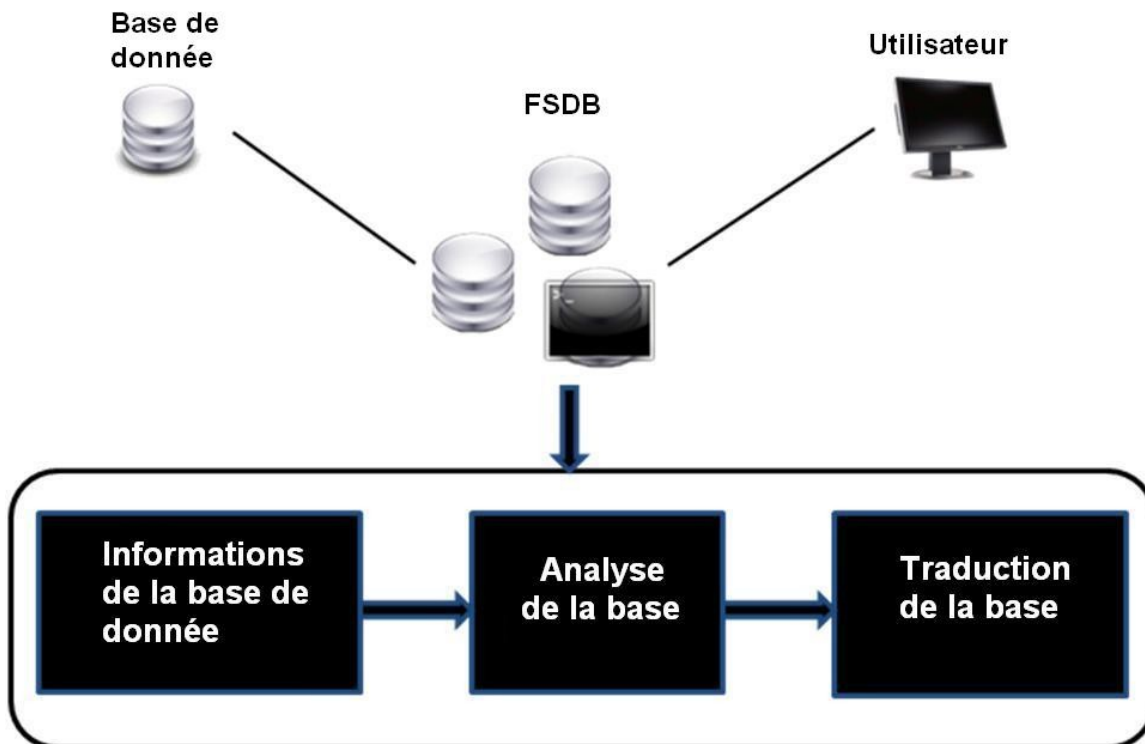 Base de
donnée
Utilisateur
FSDB
Informations
de la base de
donnée
Analyse
de la base
Traduction
de la base